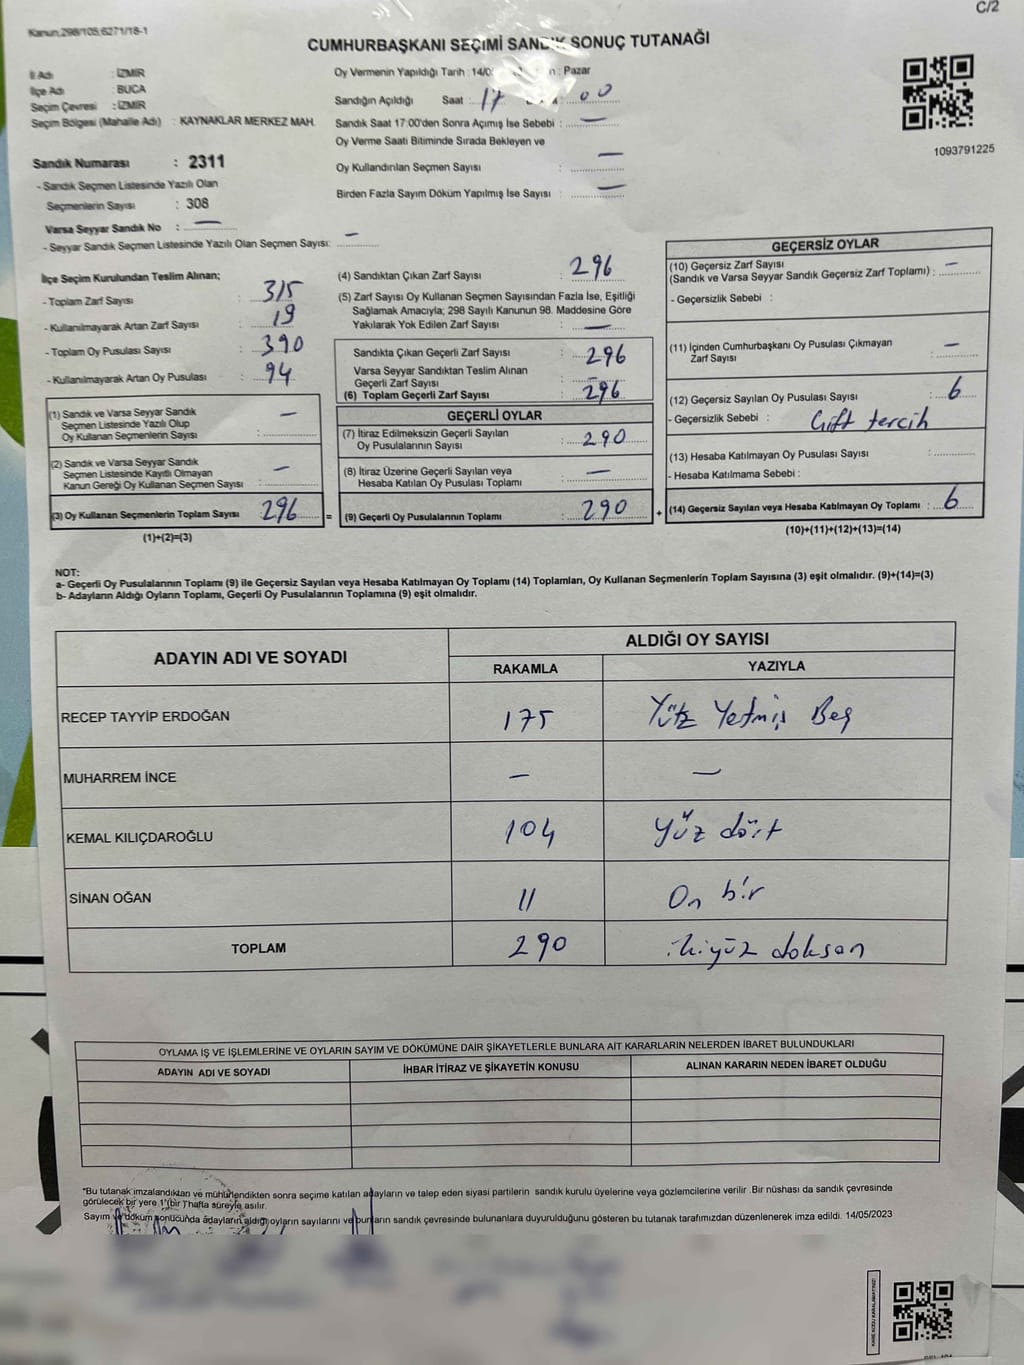 C/2
Kanun,298/105,6271/18-1
CUMHURBAŞKANI SEÇİMİ SANDIK SONUÇ TUTANAĞI
İl Adı : İZMİR
İlçe Adı : BUCA
Seçim Çevresi : İZMİR
Seçim Bölgesi (Mahalle Adı) : KAYNAKLAR MERKEZ MAH.
Sandık Numarası : 2311
- Sandık Seçmen Listesinde Yazılı Olan
Seçmenlerin Sayısı : 308
Varsa Seyyar Sandık No : —
- Seyyar Sandık Seçmen Listesinde Yazılı Olan Seçmen Sayısı: —
Oy Vermenin Yapıldığı Tarih : 14/0 : Pazar
Sandığın Açıldığı Saat : 17 : 00
Sandık Saat 17:00'den Sonra Açımış İse Sebebi : —
Oy Verme Saati Bitiminde Sırada Bekleyen ve
Oy Kullandırılan Seçmen Sayısı : —
Birden Fazla Sayım Döküm Yapılmış İse Sayısı : —
1093791225
İlçe Seçim Kurulundan Teslim Alınan;
- Toplam Zarf Sayısı : 315
- Kullanılmayarak Artan Zarf Sayısı : 19
- Toplam Oy Pusulası Sayısı : 390
- Kullanılmayarak Artan Oy Pusulası : 94
(1) Sandık ve Varsa Seyyar Sandık
Seçmen Listesinde Yazılı Olup
Oy Kullanan Seçmenlerin Sayısı : —
(2) Sandık ve Varsa Seyyar Sandık
Seçmen Listesinde Kayıtlı Olmayan
Kanun Gereği Oy Kullanan Seçmen Sayısı : —
(3) Oy Kullanan Seçmenlerin Toplam Sayısı : 296 =
(1)+(2)=(3)
(4) Sandıktan Çıkan Zarf Sayısı : 296
(5) Zarf Sayısı Oy Kullanan Seçmen Sayısından Fazla İse, Eşitliği
Sağlamak Amacıyla; 298 Sayılı Kanunun 98. Maddesine Göre
Yakılarak Yok Edilen Zarf Sayısı : —
Sandıkta Çıkan Geçerli Zarf Sayısı : 296
Varsa Seyyar Sandıktan Teslim Alınan
Geçerli Zarf Sayısı : —
(6) Toplam Geçerli Zarf Sayısı : 296
GEÇERLİ OYLAR
(7) İtiraz Edilmeksizin Geçerli Sayılan
Oy Pusulalarının Sayısı : 290
(8) İtiraz Üzerine Geçerli Sayılan veya
Hesaba Katılan Oy Pusulası Toplamı : —
(9) Geçerli Oy Pusulalarının Toplamı : 290 +
GEÇERSİZ OYLAR
(10) Geçersiz Zarf Sayısı
(Sandık ve Varsa Seyyar Sandık Geçersiz Zarf Toplamı) : —
- Geçersizlik Sebebi :
(11) İçinden Cumhurbaşkanı Oy Pusulası Çıkmayan
Zarf Sayısı : —
(12) Geçersiz Sayılan Oy Pusulası Sayısı : 6
- Geçersizlik Sebebi : Çift tercih
(13) Hesaba Katılmayan Oy Pusulası Sayısı :
- Hesaba Katılmama Sebebi :
(14) Geçersiz Sayılan veya Hesaba Katılmayan Oy Toplamı : 6
(10)+(11)+(12)+(13)=(14)
NOT:
a- Geçerli Oy Pusulalarının Toplamı (9) ile Geçersiz Sayılan veya Hesaba Katılmayan Oy Toplamı (14) Toplamları, Oy Kullanan Seçmenlerin Toplam Sayısına (3) eşit olmalıdır. (9)+(14)=(3)
b- Adayların Aldığı Oyların Toplamı, Geçerli Oy Pusulalarının Toplamına (9) eşit olmalıdır.
ADAYIN ADI VE SOYADI ALDIĞI OY SAYISI
RAKAMLA YAZIYLA
RECEP TAYYİP ERDOĞAN 175 Yüz Yetmiş Beş
MUHARREM İNCE — —
KEMAL KILIÇDAROĞLU 104 Yüz dört
SİNAN OĞAN 11 On bir
TOPLAM 290 ikiyüz doksan
OYLAMA İŞ VE İŞLEMLERİNE VE OYLARIN SAYIM VE DÖKÜMÜNE DAİR ŞİKAYETLERLE BUNLARA AİT KARARLARIN NELERDEN İBARET BULUNDUKLARI
ADAYIN ADI VE SOYADI İHBAR İTİRAZ VE ŞİKAYETİN KONUSU ALINAN KARARIN NEDEN İBARET OLDUĞU
*Bu tutanak imzalandıktan ve mühürlendikten sonra seçime katılan adayların ve talep eden siyasi partilerin sandık kurulu üyelerine veya gözlemcilerine verilir .Bir nüshası da sandık çevresinde
görülecek bir yere 1 (bir) hafta süreyle asılır.
Sayım ve döküm sonucunda adayların aldığı oyların sayılarını ve bunların sandık çevresinde bulunanlara duyurulduğunu gösteren bu tutanak tarafımızdan düzenlenerek imza edildi. 14/05/2023